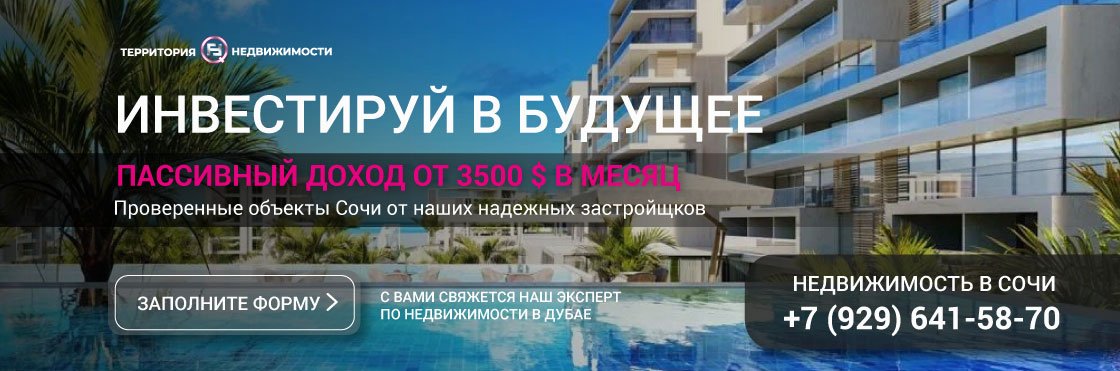 ТЕРРИТОРИЯ НЕДВИЖИМОСТИ
ИНВЕСТИРУЙ В БУДУЩЕЕ
ПАССИВНЫЙ ДОХОД ОТ 3500 $ В МЕСЯЦ
Проверенные объекты Сочи от наших надежных застройщков
ЗАПОЛНИТЕ ФОРМУ
С ВАМИ СВЯЖЕТСЯ НАШ ЭКСПЕРТ
ПО НЕДВИЖИМОСТИ В ДУБАЕ
НЕДВИЖИМОСТЬ В СОЧИ
+7 (929) 641-58-70